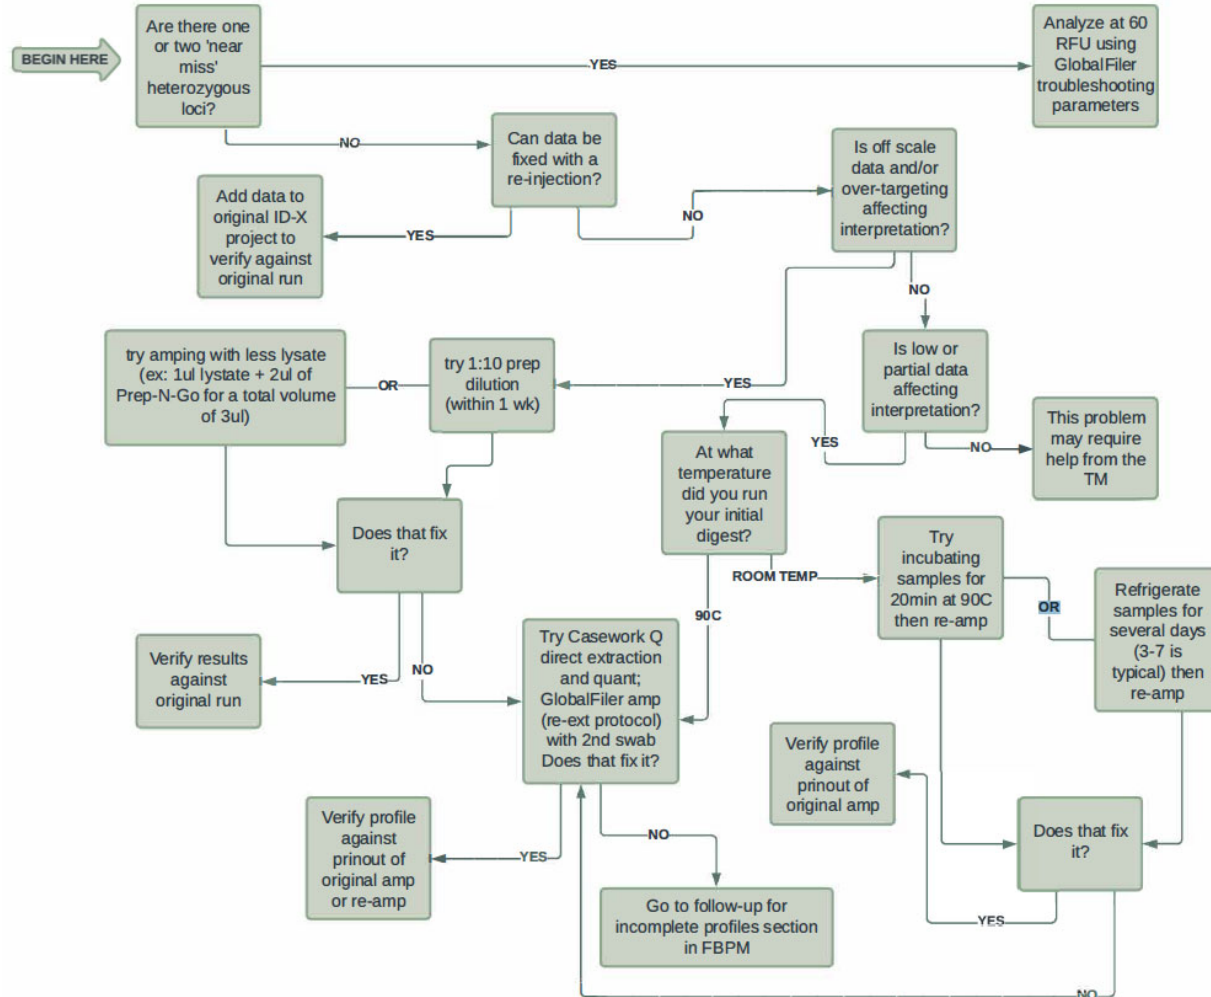 BEGIN HERE
Are there one
or two 'near
miss'
heterozygous
loci?
YES
Analyze at 60
RFU using
GlobalFiler
troubleshooting
parameters
NO
Can data be
fixed with a
re-injection?
Is off scale
data and/or
over-targeting
affecting
interpretation?
Add data to
original ID-X
project to
verify against
original run
YES
NO
NO
try amping with less lysate
(ex: 1ul lystate + 2ul of
Prep-N-Go for a total volume
of 3ul)
OR
try 1:10 prep
dilution
(within 1 wk)
YES
Is low or
partial data
affecting
interpretation?
YES
NO
This problem
may require
help from the
TM
At what
temperature
did you run
your initial
digest?
Does that fix
it?
ROOM TEMP
90C
Try
incubating
samples for
20min at 90C
then re-amp
OR
Refrigerate
samples for
several days
(3-7 is
typical) then
re-amp
Verify results
against
original run
YES
NO
Try Casework Q
direct extraction
and quant;
GlobalFiler amp
(re-ext protocol)
with 2nd swab
Does that fix it?
Verify profile
against
prinout of
original amp
Verify profile
against
prinout of
original amp
or re-amp
YES
NO
Does that fix
it?
Go to follow-up for
incomplete profiles section
in FBPM
YES
NO